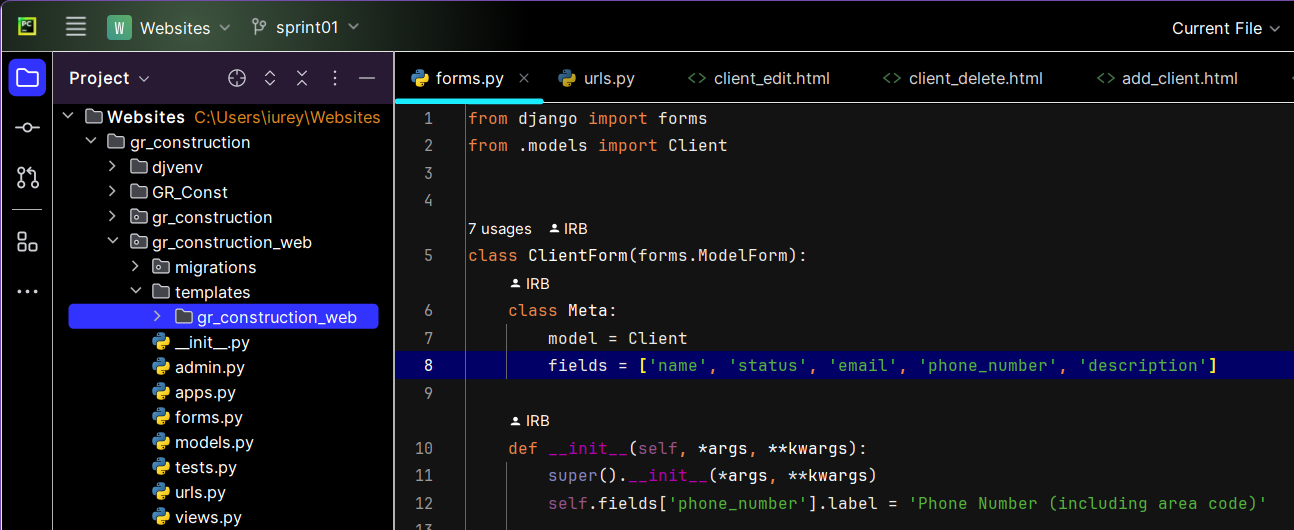 PC W Websites sprint01 Current File
Project
forms.py urls.py <> client_edit.html <> client_delete.html <> add_client.html
Websites C:\Users\iurey\Websites
gr_construction
djvenv
GR_Const
gr_construction
gr_construction_web
migrations
templates
gr_construction_web
__init__.py
admin.py
apps.py
forms.py
models.py
tests.py
urls.py
views.py
1 from django import forms
2 from .models import Client
3
4
7 usages IRB
5 class ClientForm(forms.ModelForm):
IRB
6 class Meta:
7 model = Client
8 fields = ['name', 'status', 'email', 'phone_number', 'description']
9
IRB
10 def __init__(self, *args, **kwargs):
11 super().__init__(*args, **kwargs)
12 self.fields['phone_number'].label = 'Phone Number (including area code)'
13